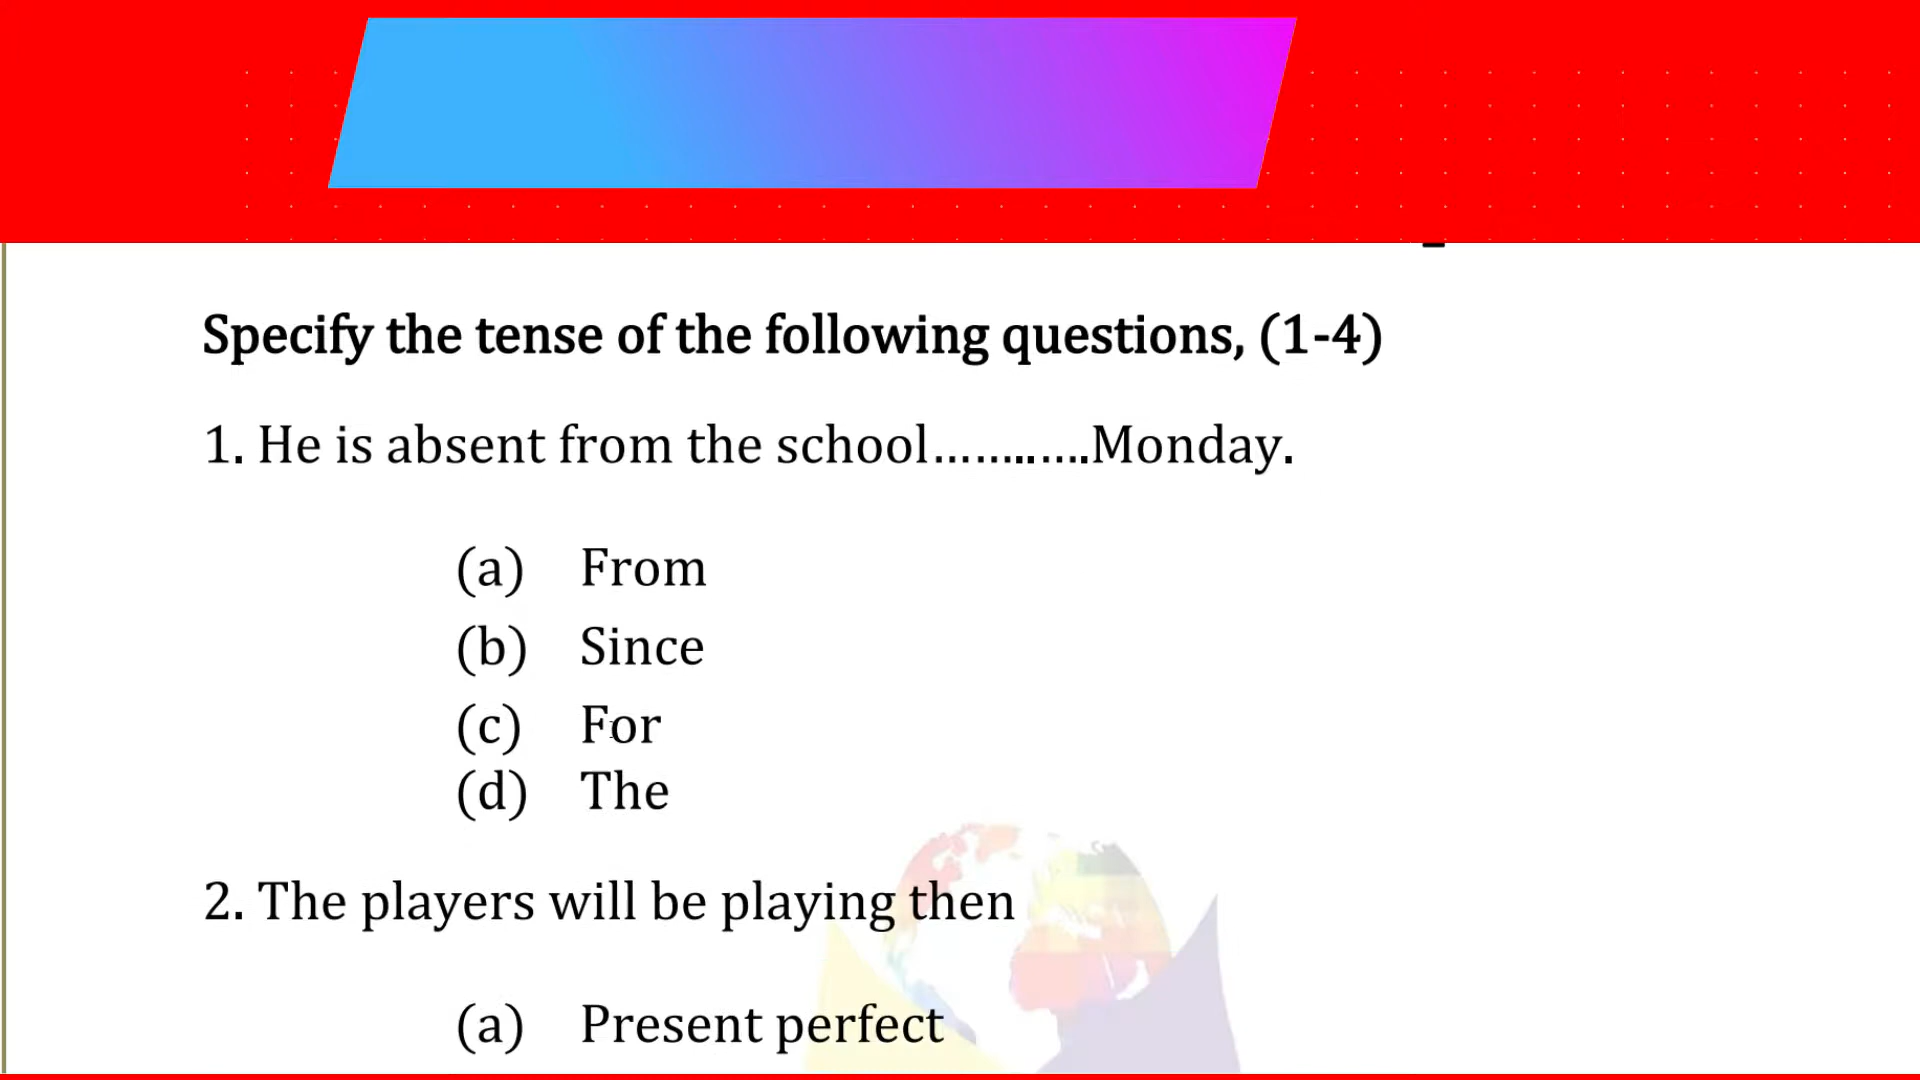 Specify the tense of the following questions, (1-4)
1. He is absent from the school………..….Monday.
(a) From
(b) Since
(c) For
(d) The
2. The players will be playing then
(a) Present perfect